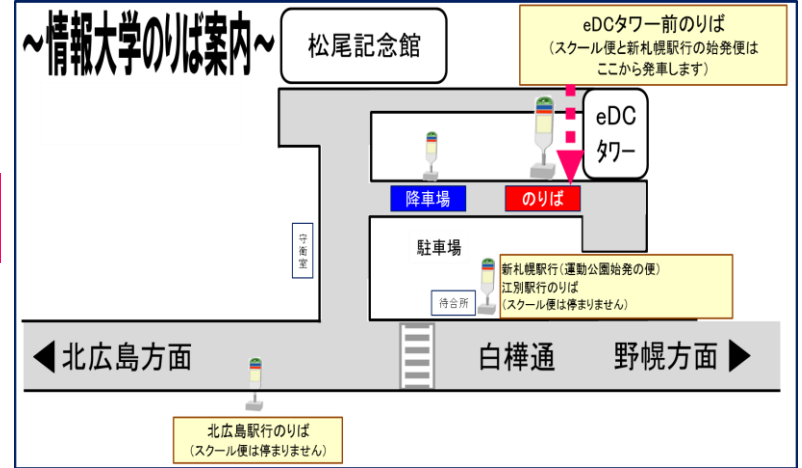 ～情報大学のりば案内～
松尾記念館
eDCタワー前のりば
（スクール便と新札幌駅行の始発便は
ここから発車します）
eDC
タワー
降車場
のりば
守衛室
駐車場
待合所
新札幌駅行（運動公園始発の便）
江別駅行のりば
（スクール便は停まりません）
◀北広島方面
白樺通
野幌方面▶
北広島駅行のりば
（スクール便は停まりません）